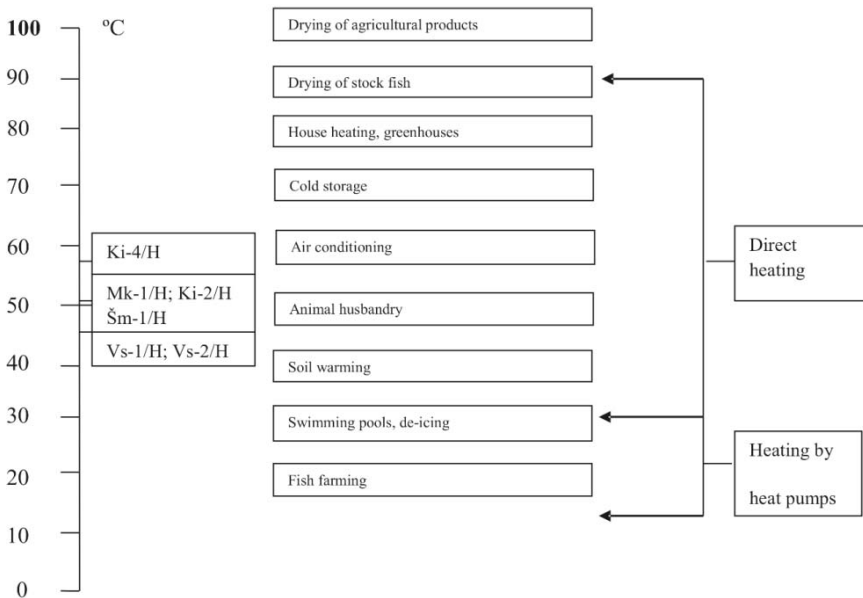 100 ºC
90
80
70
60
50
40
30
20
10
0
Ki-4/H
Mk-1/H; Ki-2/H
Šm-1/H
Vs-1/H; Vs-2/H
Drying of agricultural products
Drying of stock fish
House heating, greenhouses
Cold storage
Air conditioning
Animal husbandry
Soil warming
Swimming pools, de-icing
Fish farming
Direct
heating
Heating by
heat pumps